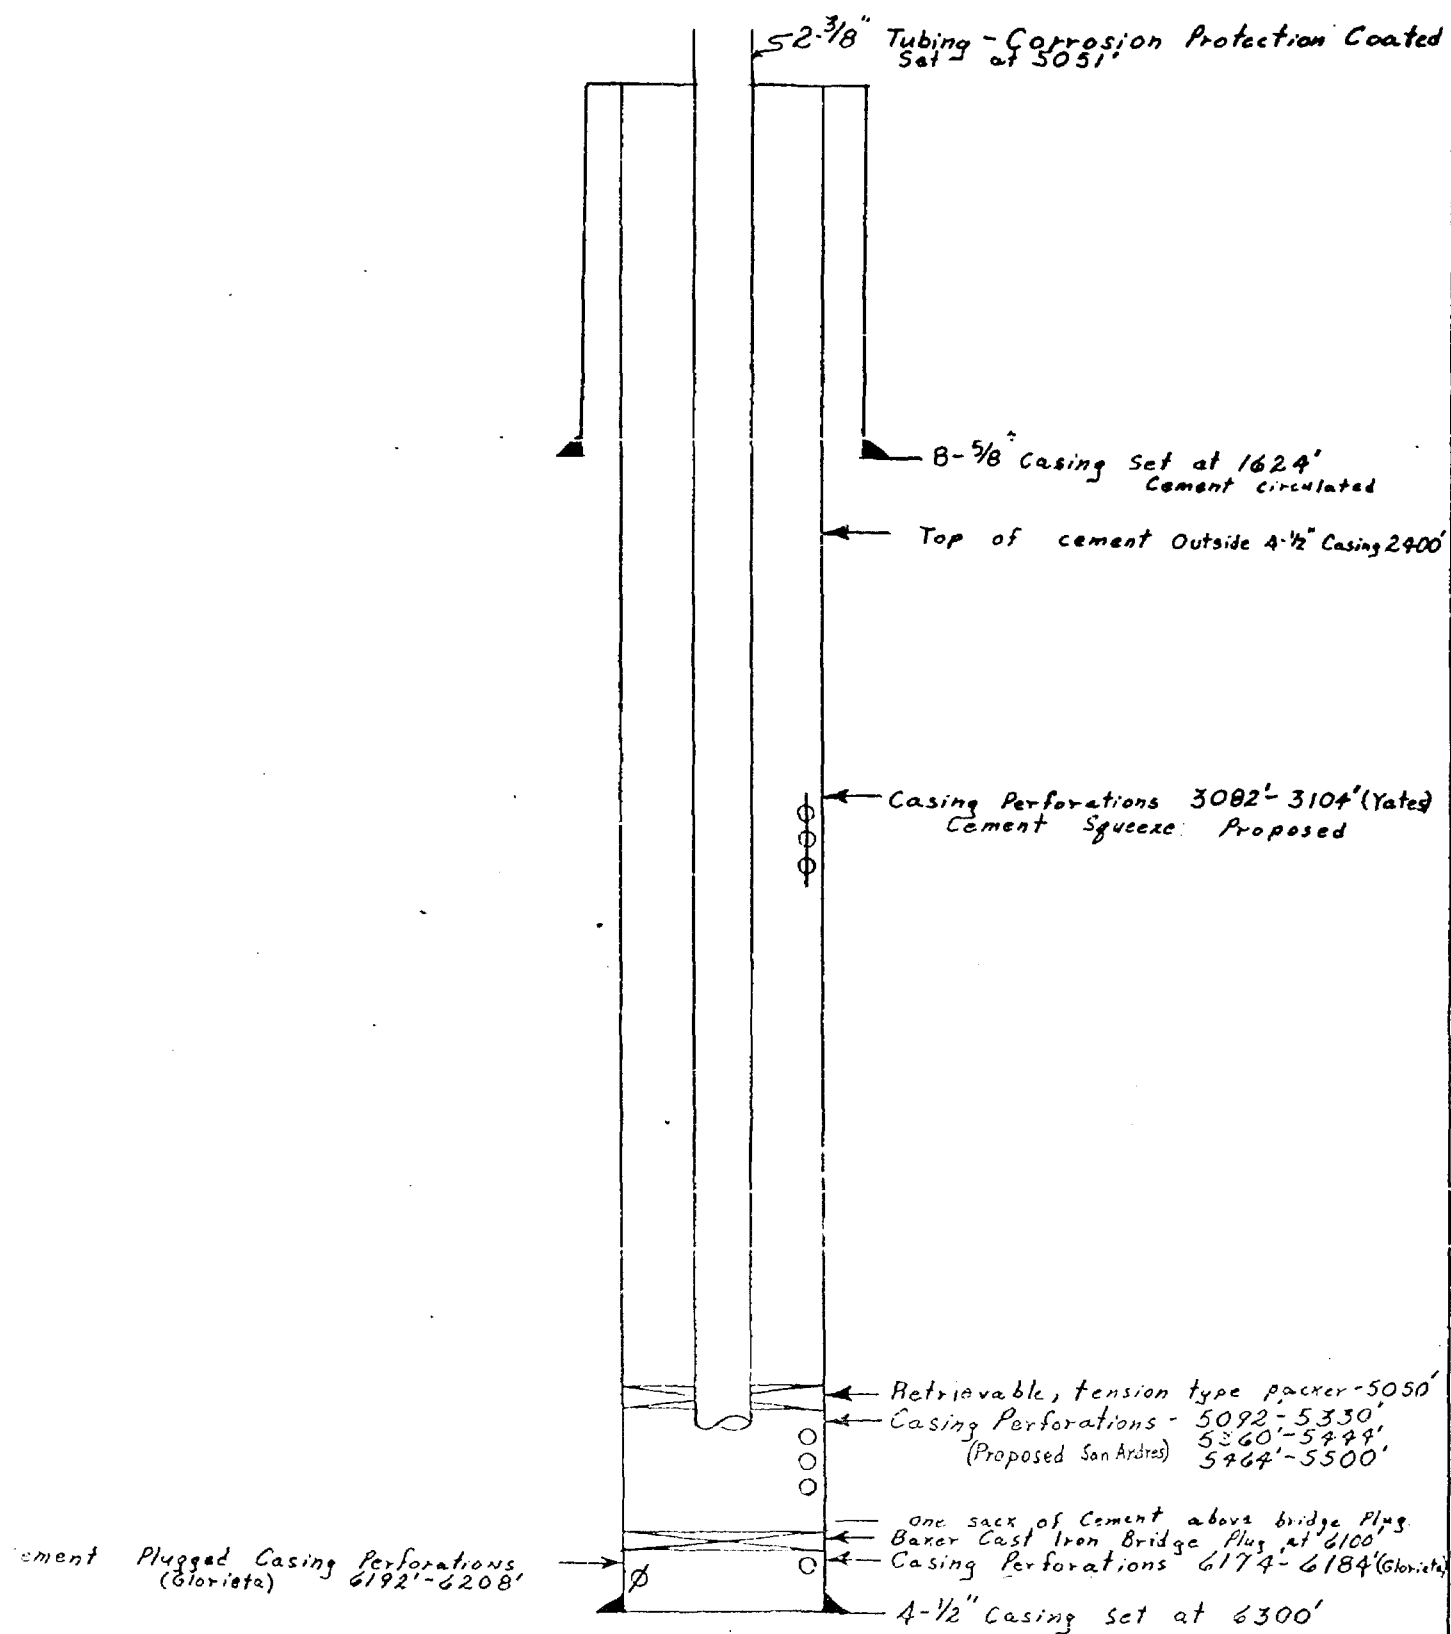 2-3/8" Tubing - Corrosion Protection Coated
Set at 5051'
8-5/8" Casing Set at 1624'
Cement circulated
Top of cement Outside 4-1/2" Casing 2400'
Casing Perforations 3082'-3104' (Yates)
Cement Squeeze Proposed
Retrievable, tension type packer-5050'
Casing Perforations - 5092-5330'
5360'-5444'
(Proposed San Andres) 5464'-5500'
one sack of Cement above bridge Plug.
Baker Cast Iron Bridge Plug at 6100'
ement Plugged Casing Perforations
(Glorieta) 6192'-6208'
Casing Perforations 6174-6184' (Glorieta)
4-1/2" Casing Set at 6300'